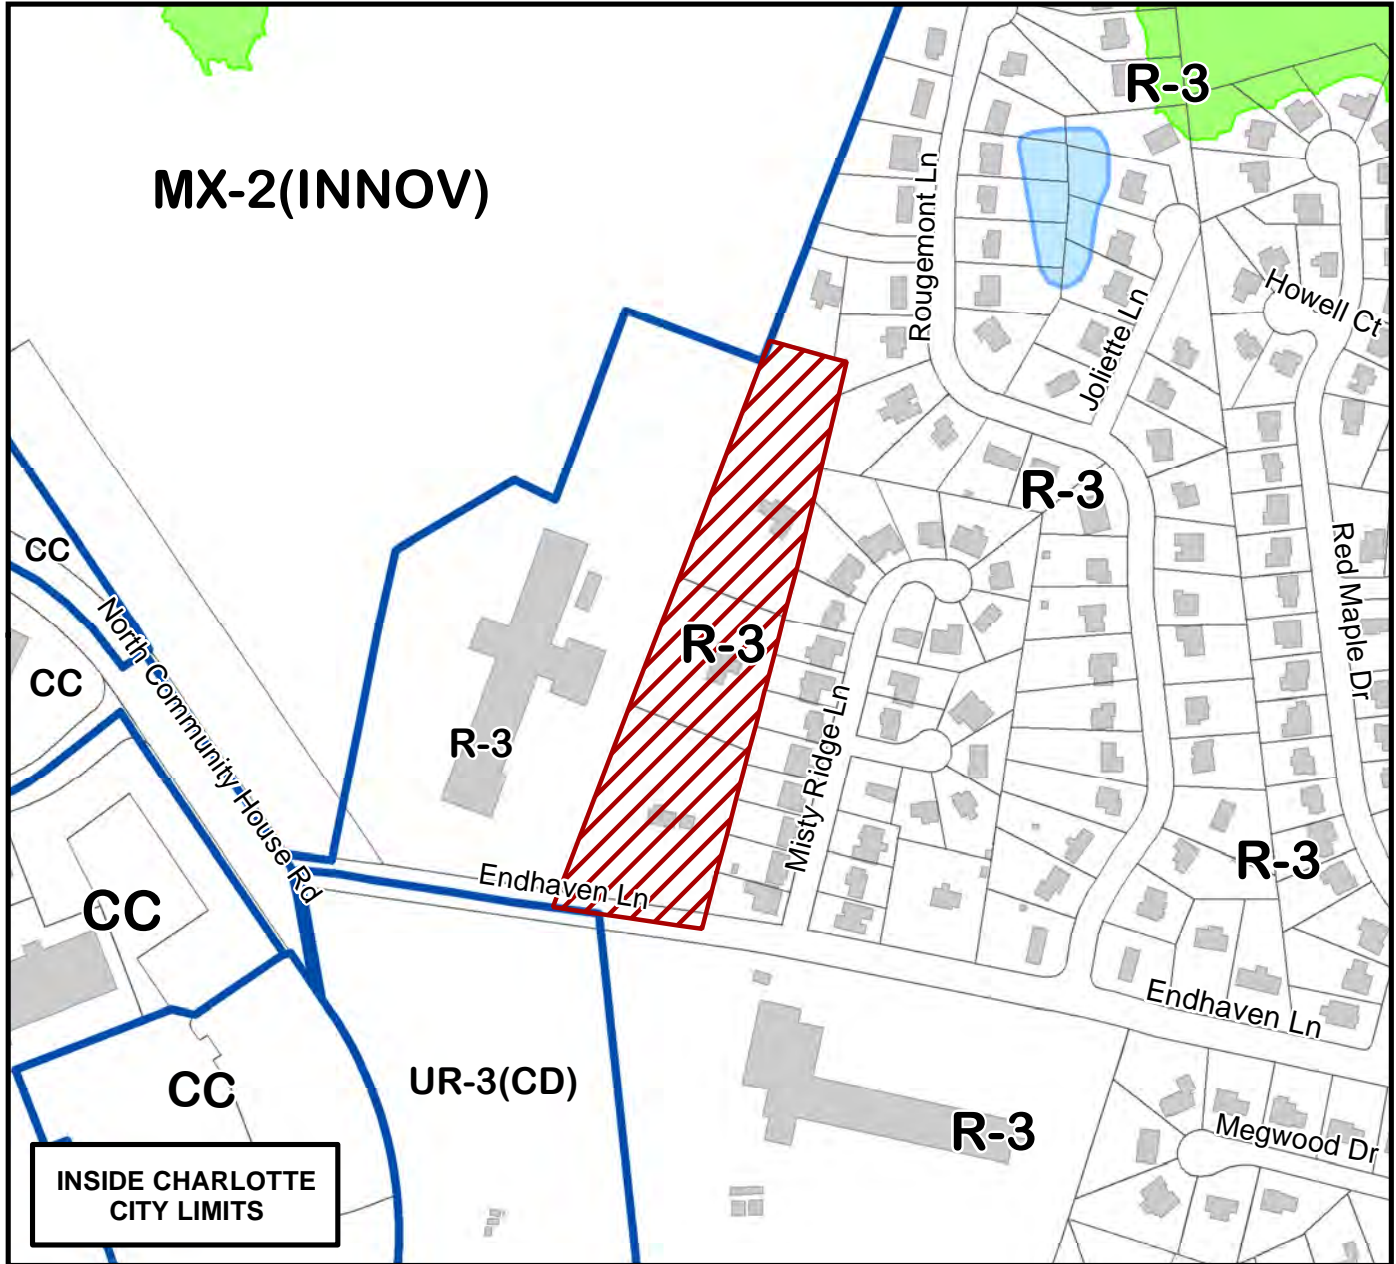 R-3
MX-2(INNOV)
Rougemont Ln
Howell Ct
Joliette Ln
R-3
CC
Red Maple Dr
North Community House Rd
R-3
CC
Misty Ridge Ln
R-3
R-3
Endhaven Ln
CC
Endhaven Ln
UR-3(CD)
CC
R-3
Megwood Dr
INSIDE CHARLOTTE
CITY LIMITS